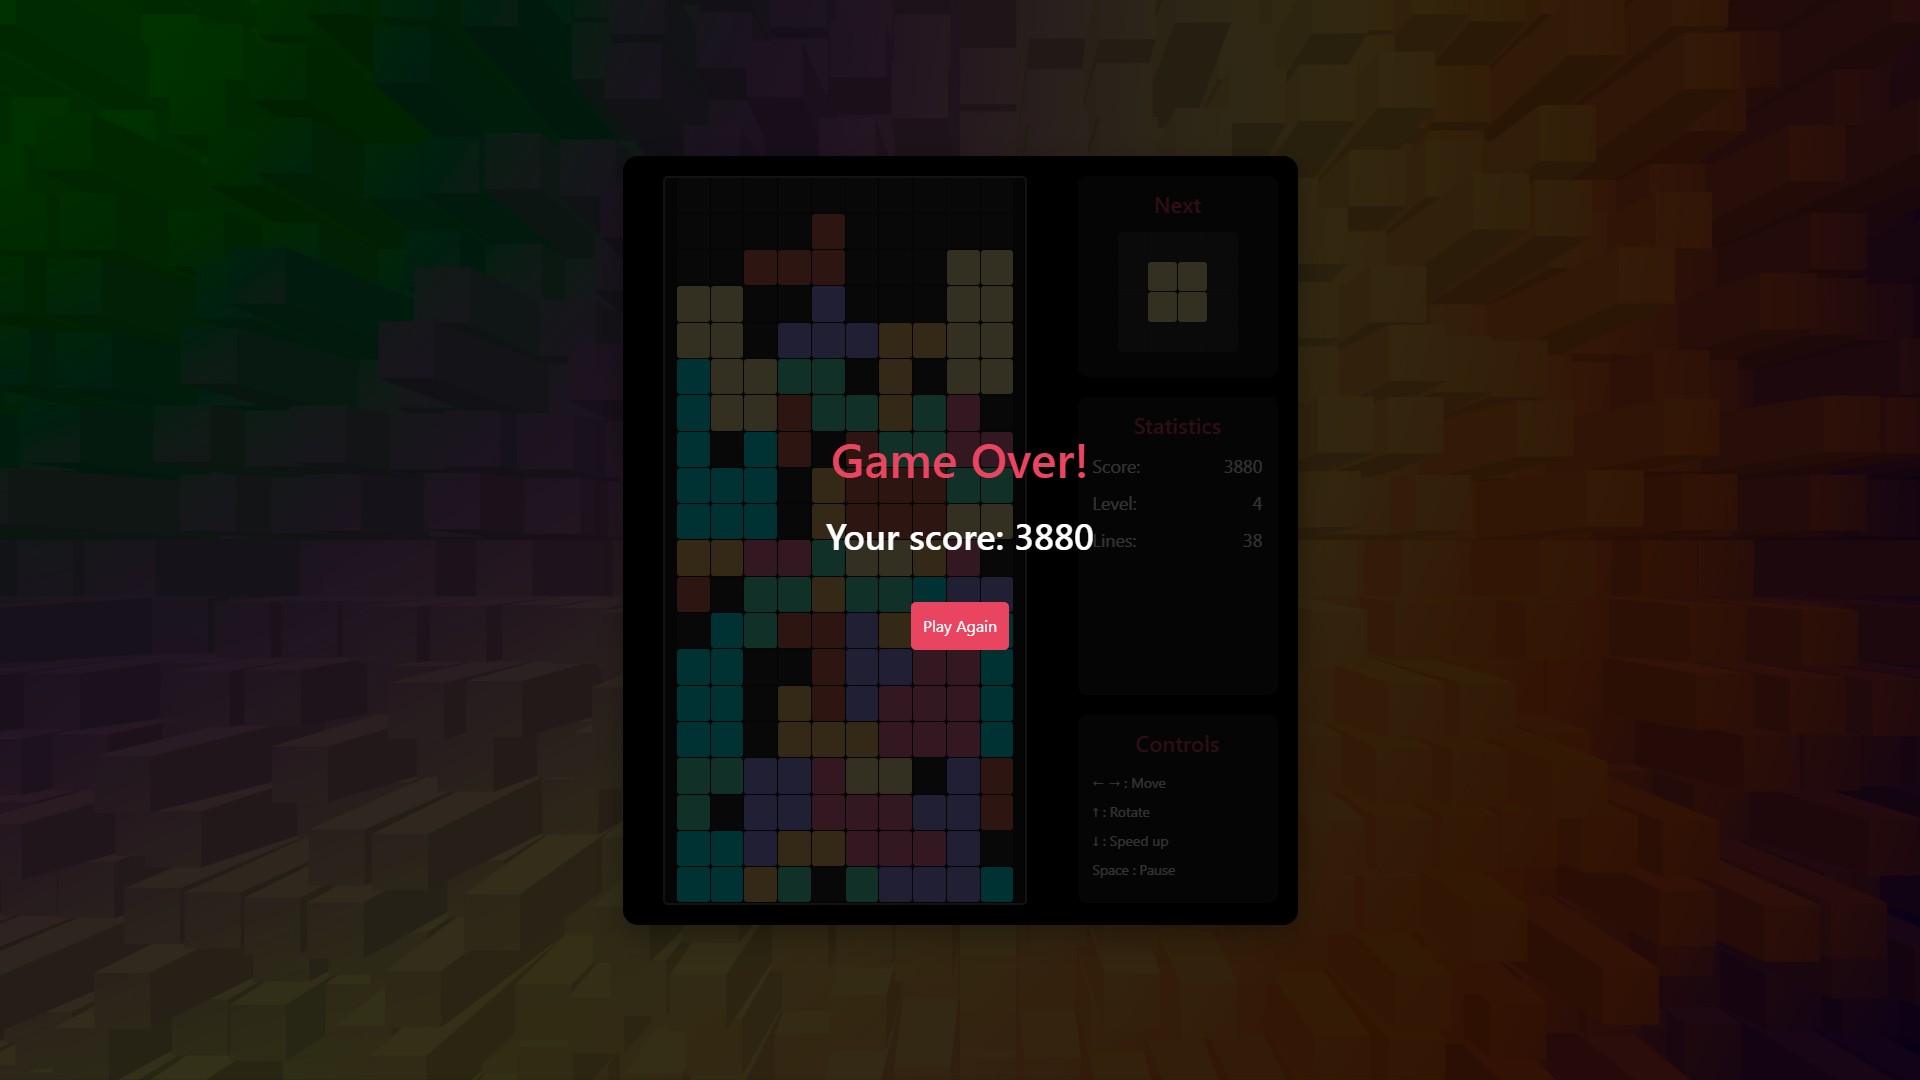 Next
Game Over!
Your score: 3880
Play Again
Statistics
Score: 3880
Level: 4
Lines: 38
Controls
← → : Move
↑ : Rotate
↓ : Speed up
Space : Pause